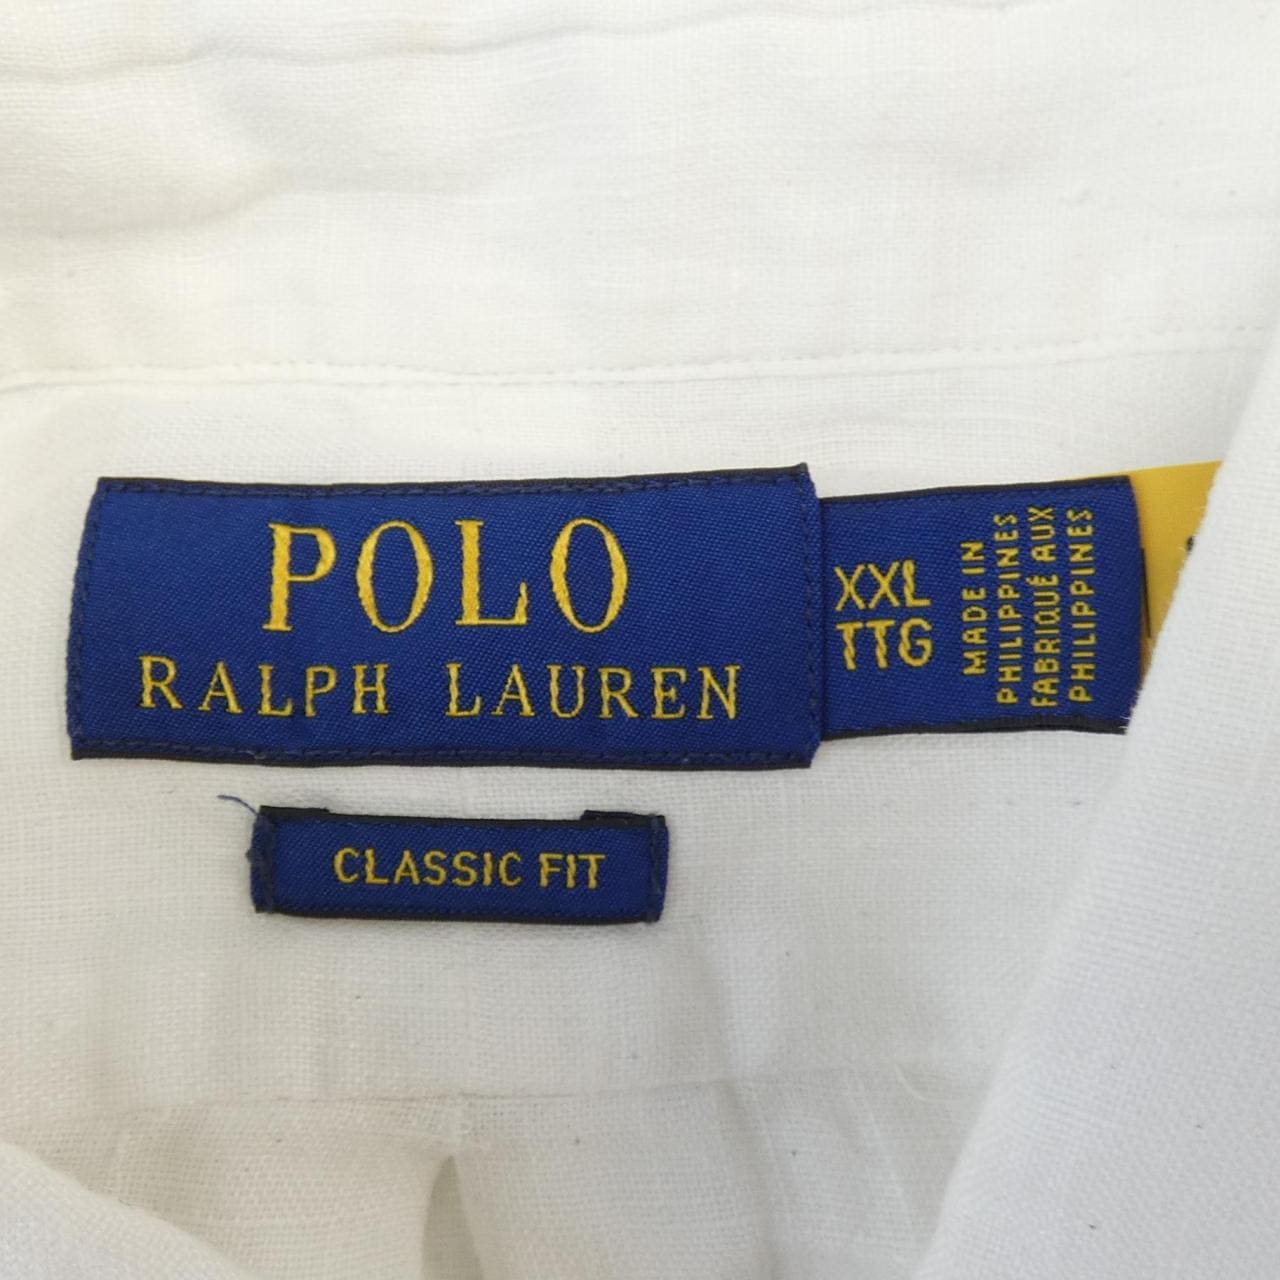 POLO
RALPH LAUREN
XXL
TTG
MADE IN
PHILIPPINES
FABRIQUÉ AUX
PHILIPPINES
CLASSIC FIT